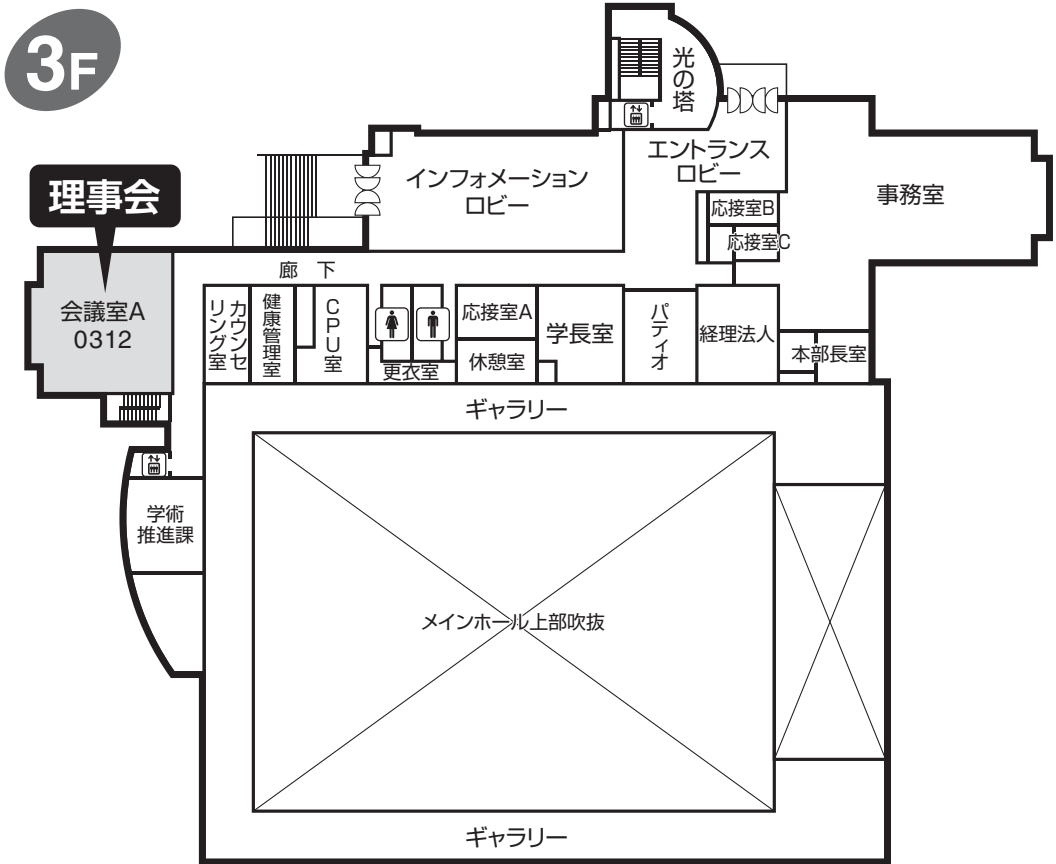 3F
光の塔
エントランス
ロビー
インフォメーション
ロビー
理事会
事務室
応接室B
応接室C
廊 下
会議室A
0312
カウンセ
リング室
健康管理室
CPU室
更衣室
応接室A
休憩室
学長室
パティオ
経理法人
本部長室
ギャラリー
学術
推進課
メインホール上部吹抜
ギャラリー